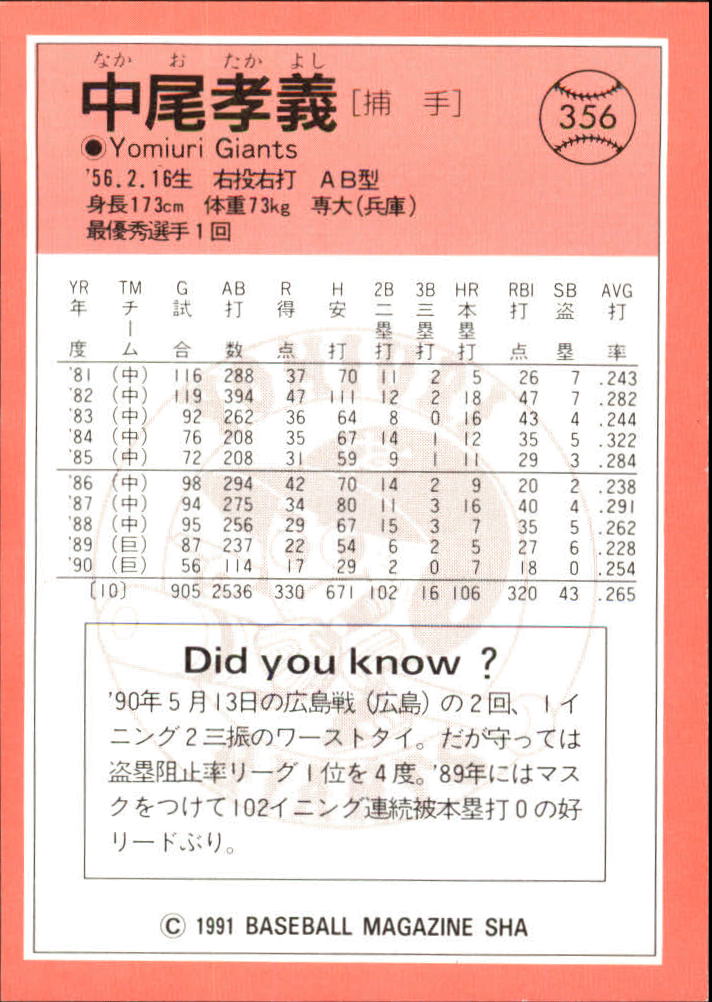 なか お たか よし
中尾孝義 [捕 手]
356
●Yomiuri Giants
'56.2.16生 右投右打 AB型
身長173cm 体重73kg 専大(兵庫)
最優秀選手1回
YR TM G AB R H 2B 3B HR RBI SB AVG
年度 チーム 試合 打数 得点 安打 二塁打 三塁打 本塁打 打点 盗塁 打率
'81 (中) 116 288 37 70 11 2 5 26 7 .243
'82 (中) 119 394 47 111 12 2 18 47 7 .282
'83 (中) 92 262 36 64 8 0 16 43 4 .244
'84 (中) 76 208 35 67 14 1 12 35 5 .322
'85 (中) 72 208 31 59 9 1 11 29 3 .284
'86 (中) 98 294 42 70 14 2 9 20 2 .238
'87 (中) 94 275 34 80 11 3 16 40 4 .291
'88 (中) 95 256 29 67 15 3 7 35 5 .262
'89 (巨) 87 237 22 54 6 2 5 27 6 .228
'90 (巨) 56 114 17 29 2 0 7 18 0 .254
〔10〕 905 2536 330 671 102 16 106 320 43 .265
Did you know ?
'90年5月13日の広島戦(広島)の2回、1イ
ニング2三振のワーストタイ。だが守っては
盗塁阻止率リーグ1位を4度。'89年にはマス
クをつけて102イニング連続被本塁打0の好
リードぶり。
© 1991 BASEBALL MAGAZINE SHA